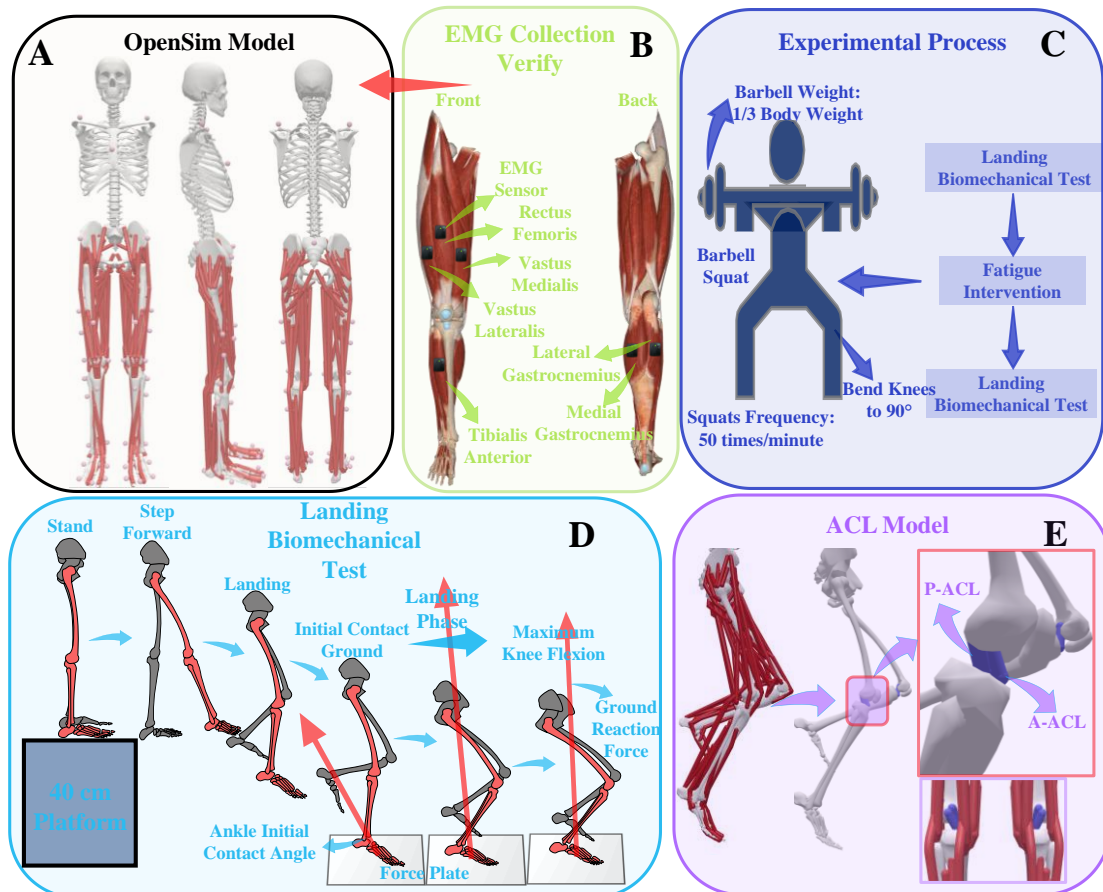 A
OpenSim Model
EMG Collection
Verify
B
Front
Back
EMG
Sensor
Rectus
Femoris
Vastus
Medialis
Vastus
Lateralis
Lateral
Gastrocnemius
Medial
Gastrocnemius
Tibialis
Anterior
Experimental Process
C
Barbell Weight:
1/3 Body Weight
Barbell
Squat
Bend Knees
to 90°
Squats Frequency:
50 times/minute
Landing
Biomechanical Test
Fatigue
Intervention
Landing
Biomechanical Test
Landing
Biomechanical
Test
D
Stand
Step
Forward
Landing
Initial Contact
Ground
Landing
Phase
Maximum
Knee Flexion
Ground
Reaction
Force
40 cm
Platform
Ankle Initial
Contact Angle
Force Plate
ACL Model
E
P-ACL
A-ACL